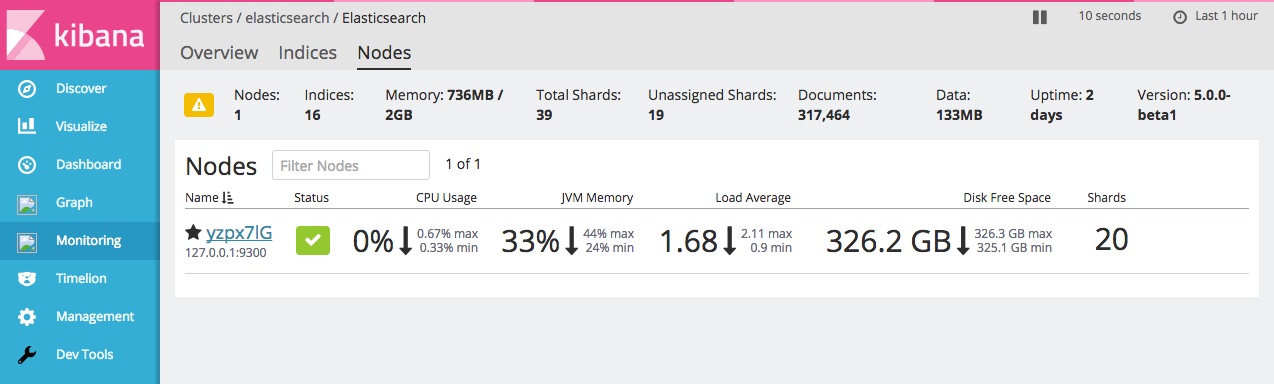 kibana
Discover
Visualize
Dashboard
Graph
Monitoring
Timelion
Management
Dev Tools
Clusters / elasticsearch / Elasticsearch
10 seconds
Last 1 hour
Overview Indices Nodes
Nodes: Indices: Memory: 736MB / Total Shards: Unassigned Shards: Documents: Data: Uptime: 2 Version: 5.0.0-
1 16 2GB 39 19 317,464 133MB days beta1
Nodes Filter Nodes 1 of 1
Name Status CPU Usage JVM Memory Load Average Disk Free Space Shards
yzpx7lG 0% 0.67% max 33% 44% max 1.68 2.11 max 326.2 GB 326.3 GB max 20
127.0.0.1:9300 0.33% min 24% min 0.9 min 325.1 GB min